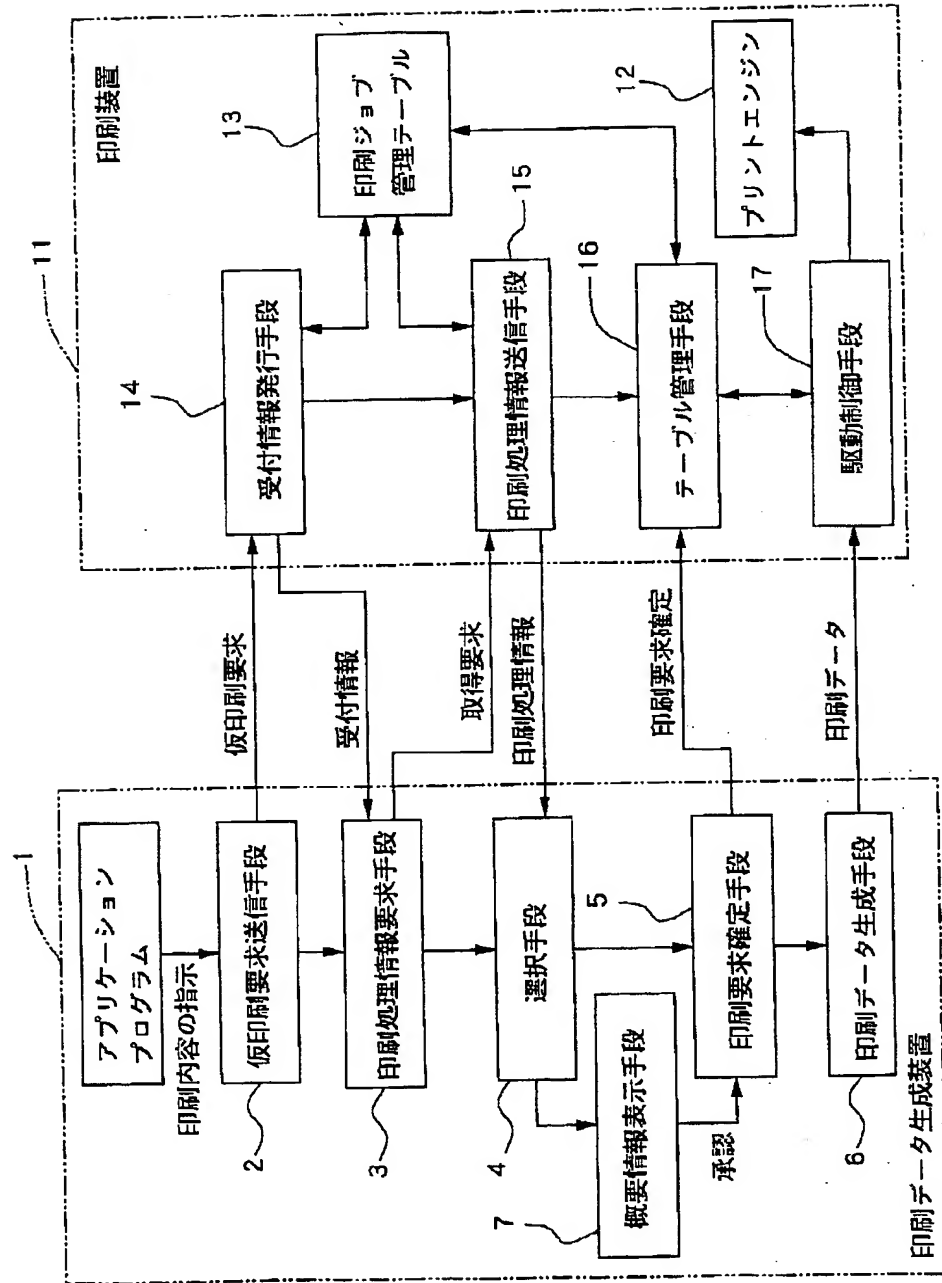 1
アプリケーション
プログラム
印刷内容の指示
2
仮印刷要求送信手段
3
印刷処理情報要求手段
4
選択手段
7
概要情報表示手段
承認
5
印刷要求確定手段
6
印刷データ生成手段
印刷データ生成装置
仮印刷要求
受付情報
取得要求
印刷処理情報
印刷要求確定
印刷データ
11
印刷装置
14
受付情報発行手段
13
印刷ジョブ
管理テーブル
15
印刷処理情報送信手段
16
テーブル管理手段
12
プリントエンジン
17
駆動制御手段